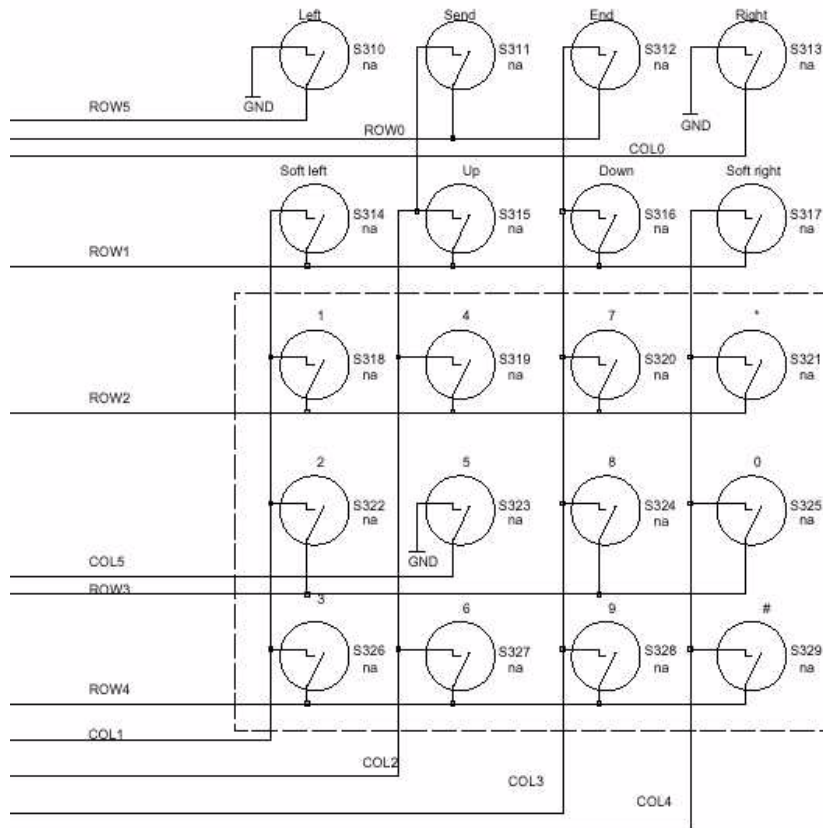 Left Send End Right
S310 S311 S312 S313
na na na na
GND GND
ROW5
ROW0
COL0
Soft left Up Down Soft right
S314 S315 S316 S317
na na na na
ROW1
1 4 7 *
S318 S319 S320 S321
na na na na
ROW2
2 5 8 0
S322 S323 S324 S325
na na na na
COL5 GND
ROW3
3 6 9 #
S326 S327 S328 S329
na na na na
ROW4
COL1
COL2
COL3
COL4